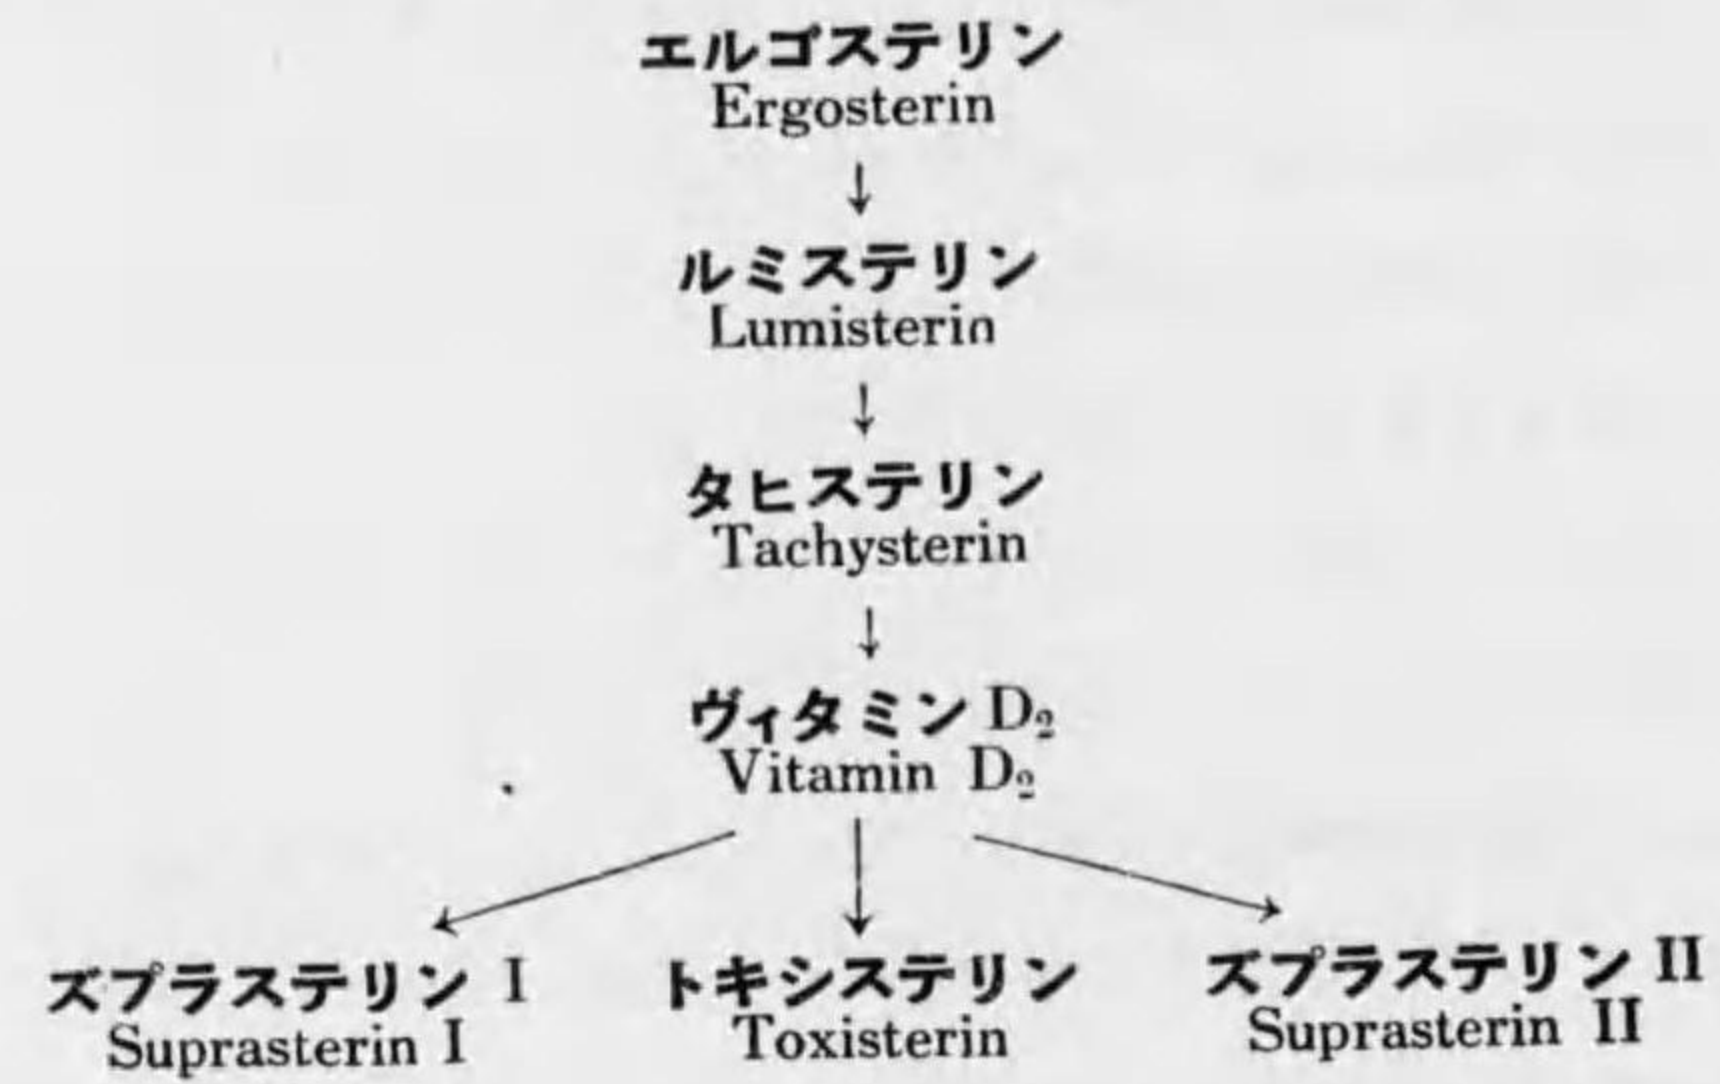 エルゴステリン
Ergosterin
ルミステリン
Lumisterin
タヒステリン
Tachysterin
ヴィタミン D₂
Vitamin D₂
ズプラステリン I
Suprasterin I
トキシステリン
Toxisterin
ズプラステリン II
Suprasterin II